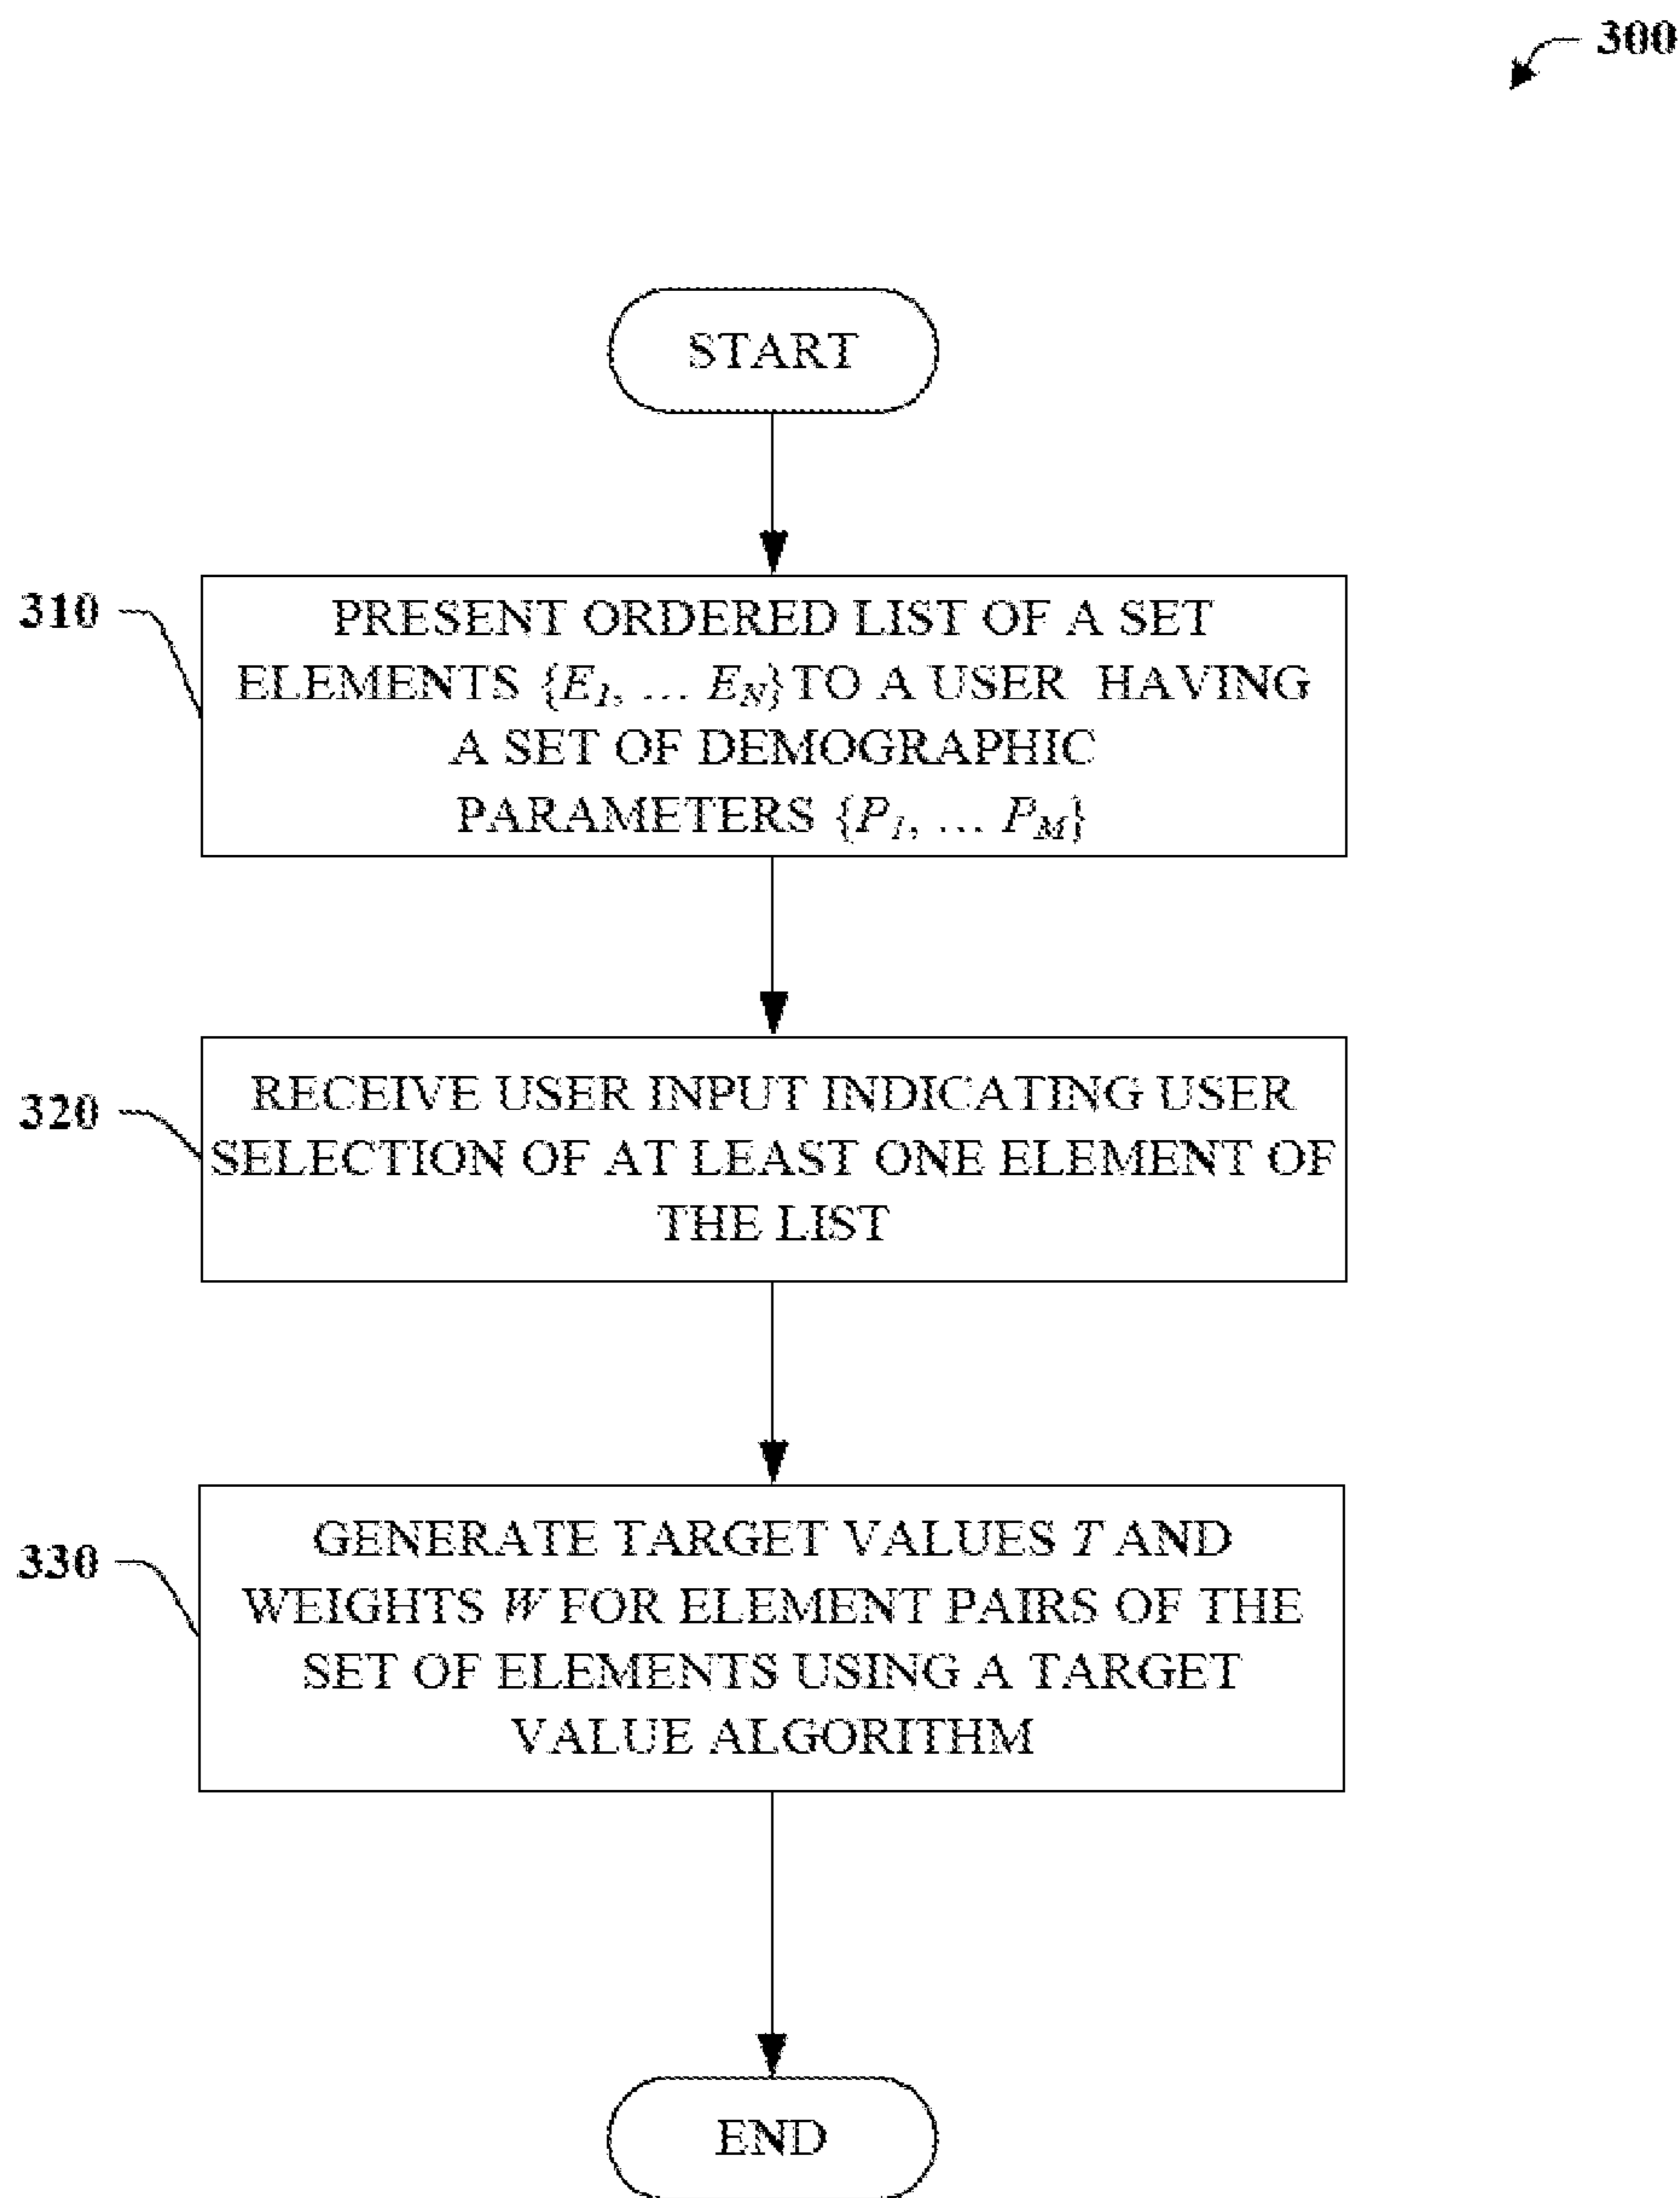 300
START
310
PRESENT ORDERED LIST OF A SET
ELEMENTS {E1, ... EN} TO A USER HAVING
A SET OF DEMOGRAPHIC
PARAMETERS {P1, ... PM}
320
RECEIVE USER INPUT INDICATING USER
SELECTION OF AT LEAST ONE ELEMENT OF
THE LIST
330
GENERATE TARGET VALUES T AND
WEIGHTS W FOR ELEMENT PAIRS OF THE
SET OF ELEMENTS USING A TARGET
VALUE ALGORITHM
END